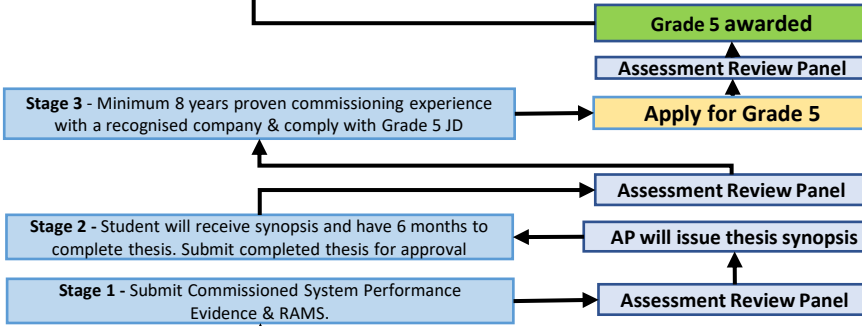 Grade 5 awarded
Assessment Review Panel
Stage 3 - Minimum 8 years proven commissioning experience
with a recognised company & comply with Grade 5 JD
Apply for Grade 5
Assessment Review Panel
Stage 2 - Student will receive synopsis and have 6 months to
complete thesis. Submit completed thesis for approval
AP will issue thesis synopsis
Stage 1 - Submit Commissioned System Performance
Evidence & RAMS.
Assessment Review Panel